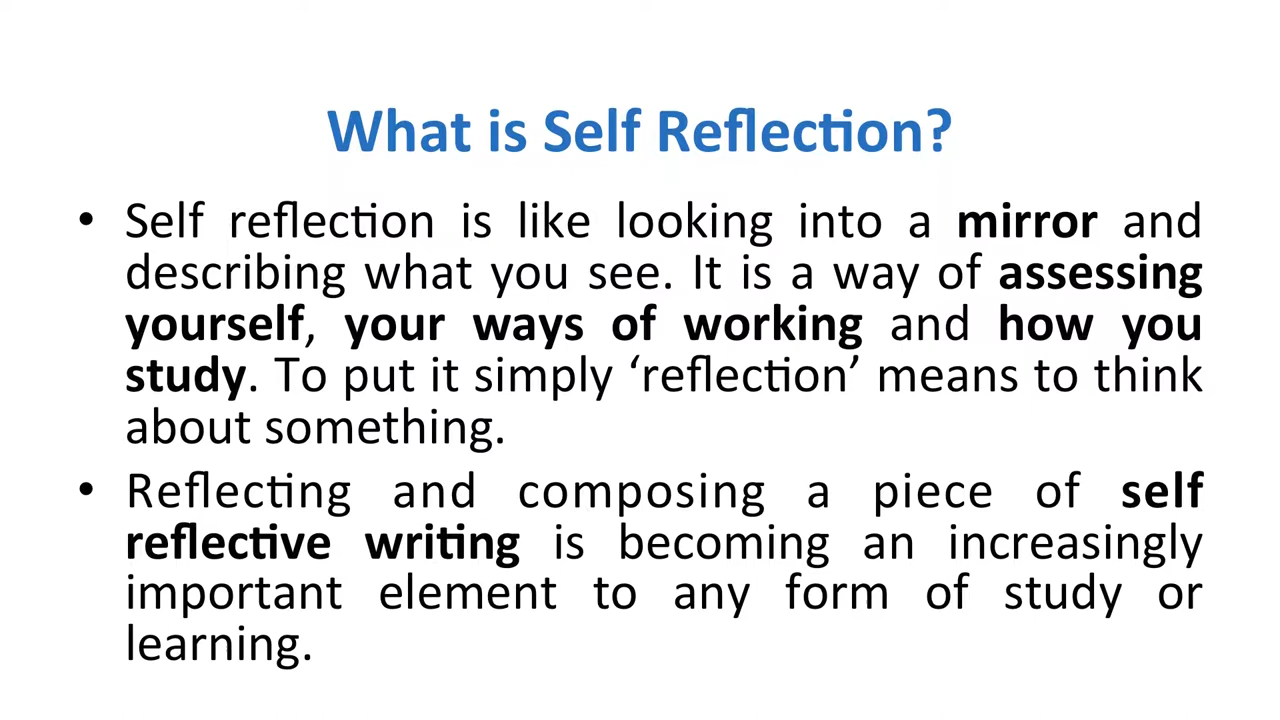 What is Self Reflection?
• Self reflection is like looking into a mirror and
describing what you see. It is a way of assessing
yourself, your ways of working and how you
study. To put it simply ‘reflection’ means to think
about something.
• Reflecting and composing a piece of self
reflective writing is becoming an increasingly
important element to any form of study or
learning.